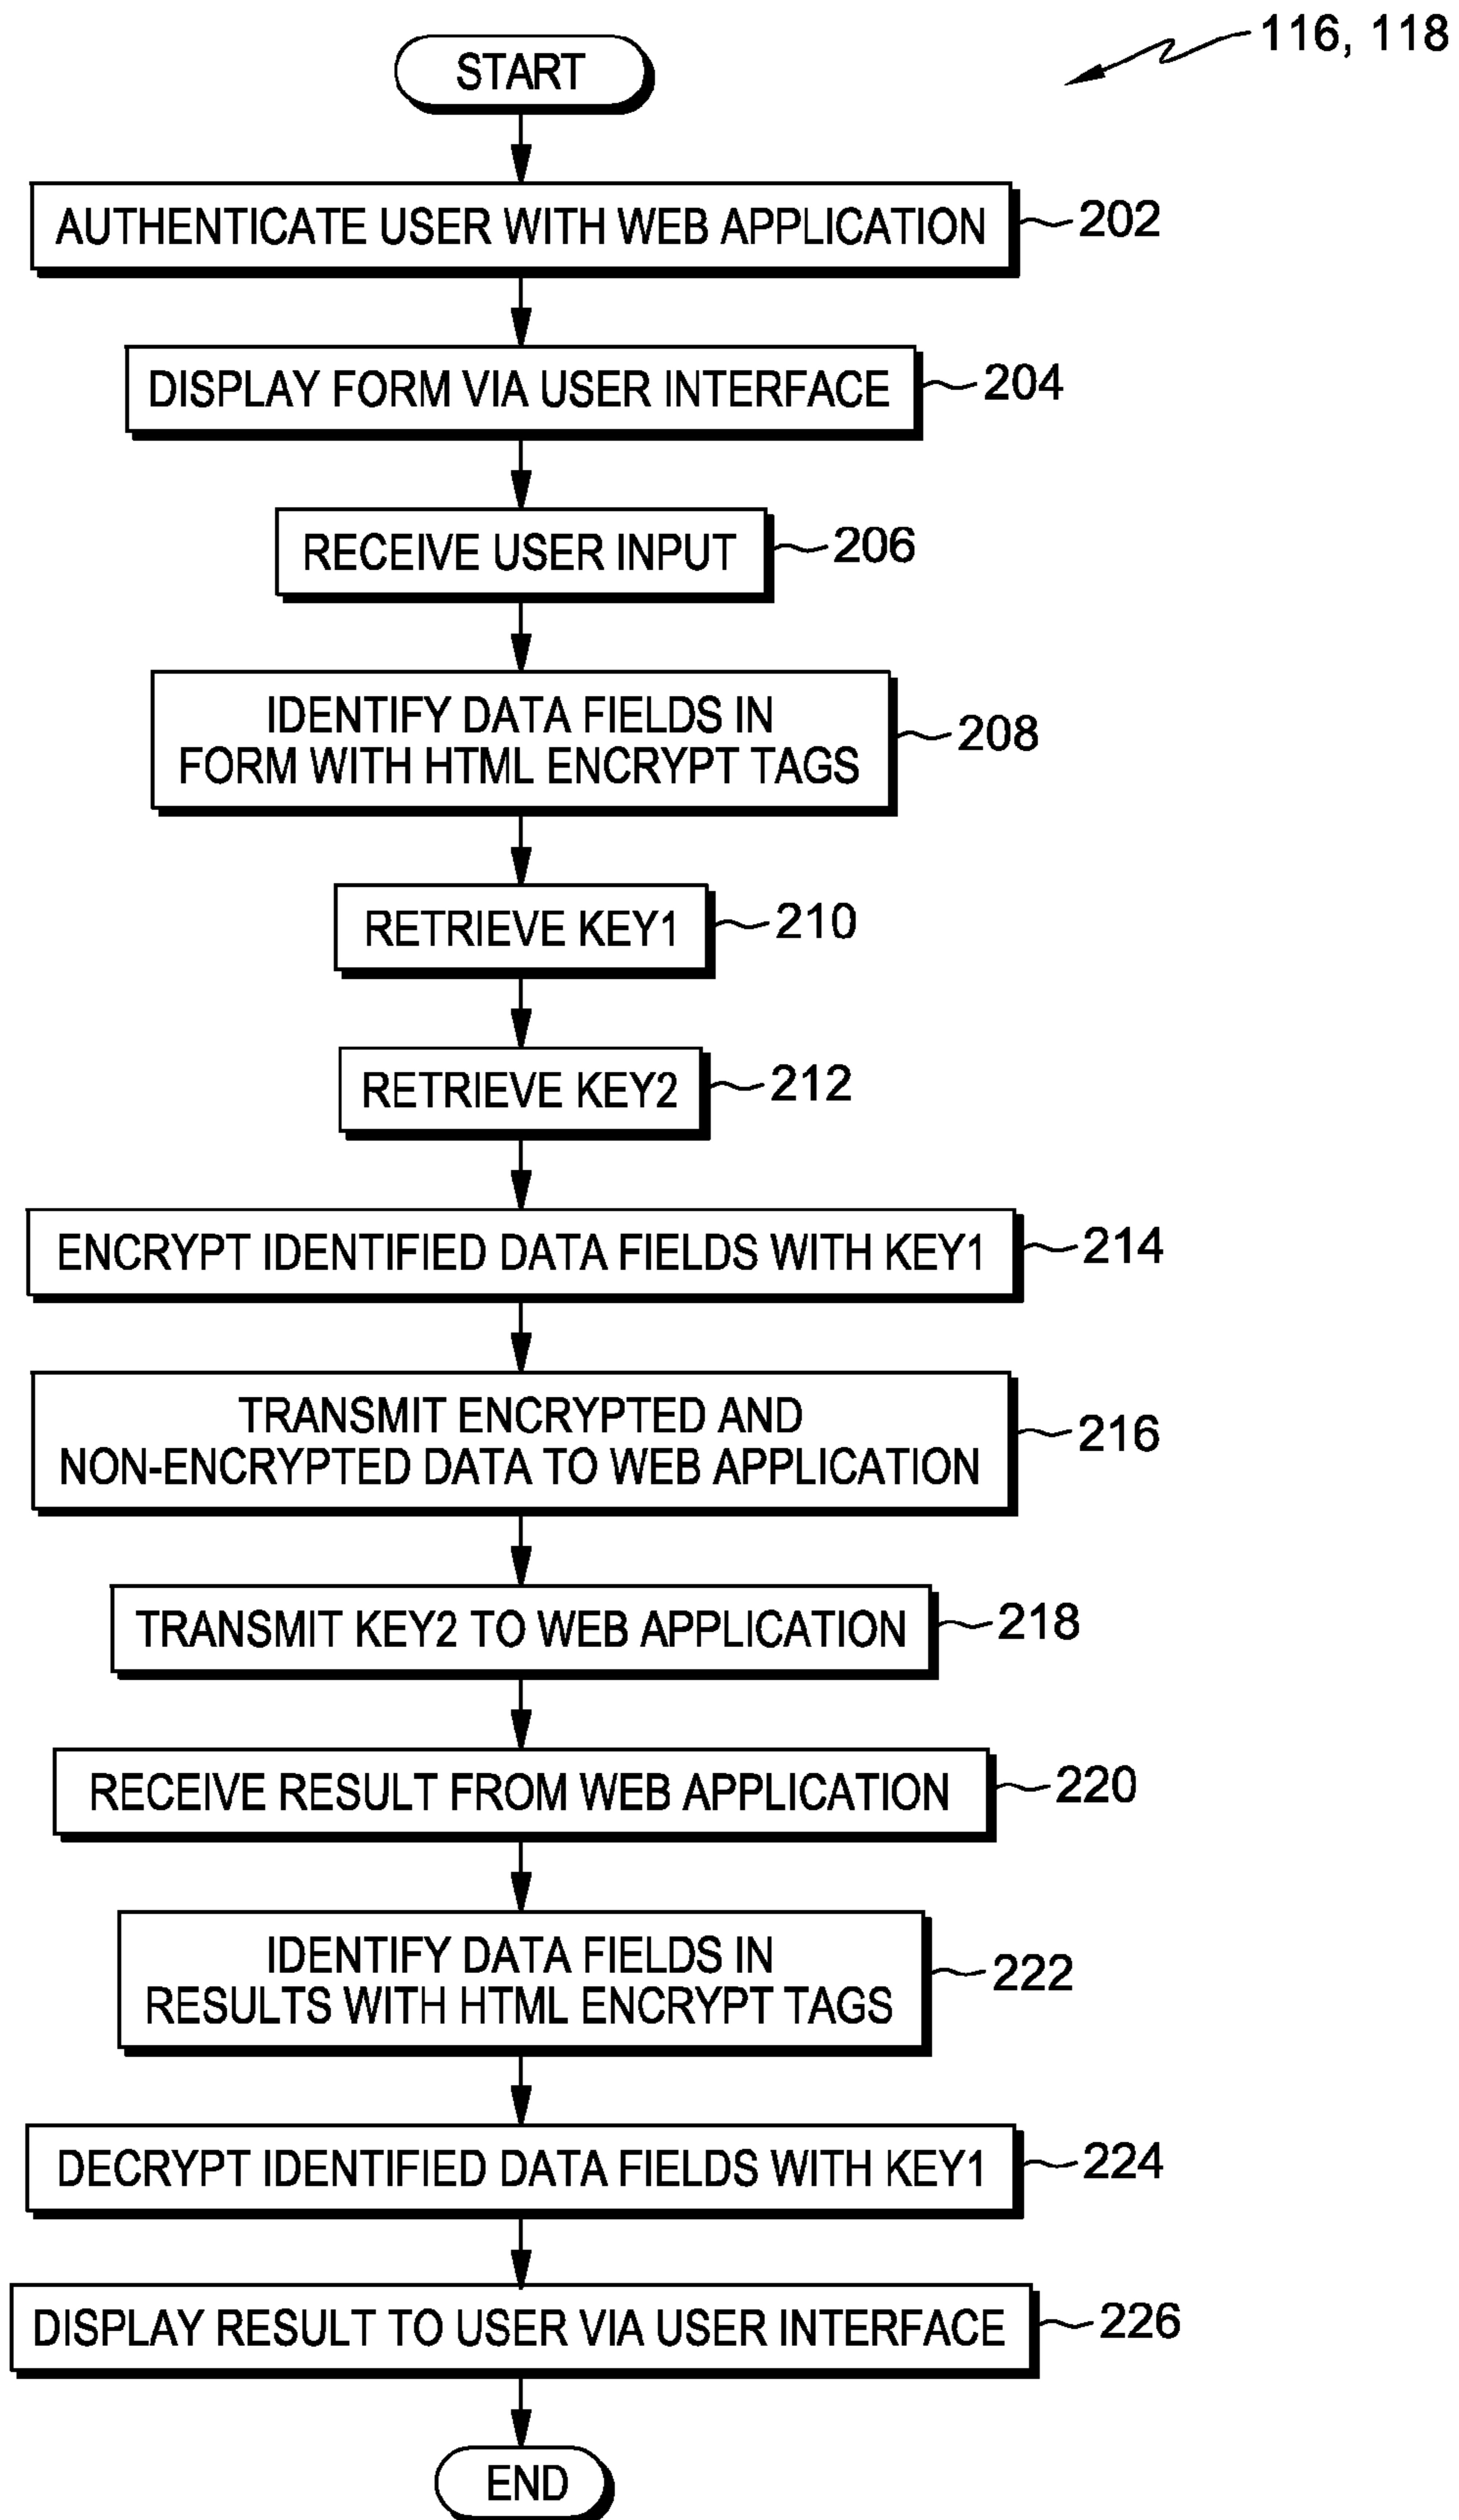 116, 118
START
AUTHENTICATE USER WITH WEB APPLICATION
202
DISPLAY FORM VIA USER INTERFACE
204
RECEIVE USER INPUT
206
IDENTIFY DATA FIELDS IN
FORM WITH HTML ENCRYPT TAGS
208
RETRIEVE KEY1
210
RETRIEVE KEY2
212
ENCRYPT IDENTIFIED DATA FIELDS WITH KEY1
214
TRANSMIT ENCRYPTED AND
NON-ENCRYPTED DATA TO WEB APPLICATION
216
TRANSMIT KEY2 TO WEB APPLICATION
218
RECEIVE RESULT FROM WEB APPLICATION
220
IDENTIFY DATA FIELDS IN
RESULTS WITH HTML ENCRYPT TAGS
222
DECRYPT IDENTIFIED DATA FIELDS WITH KEY1
224
DISPLAY RESULT TO USER VIA USER INTERFACE
226
END